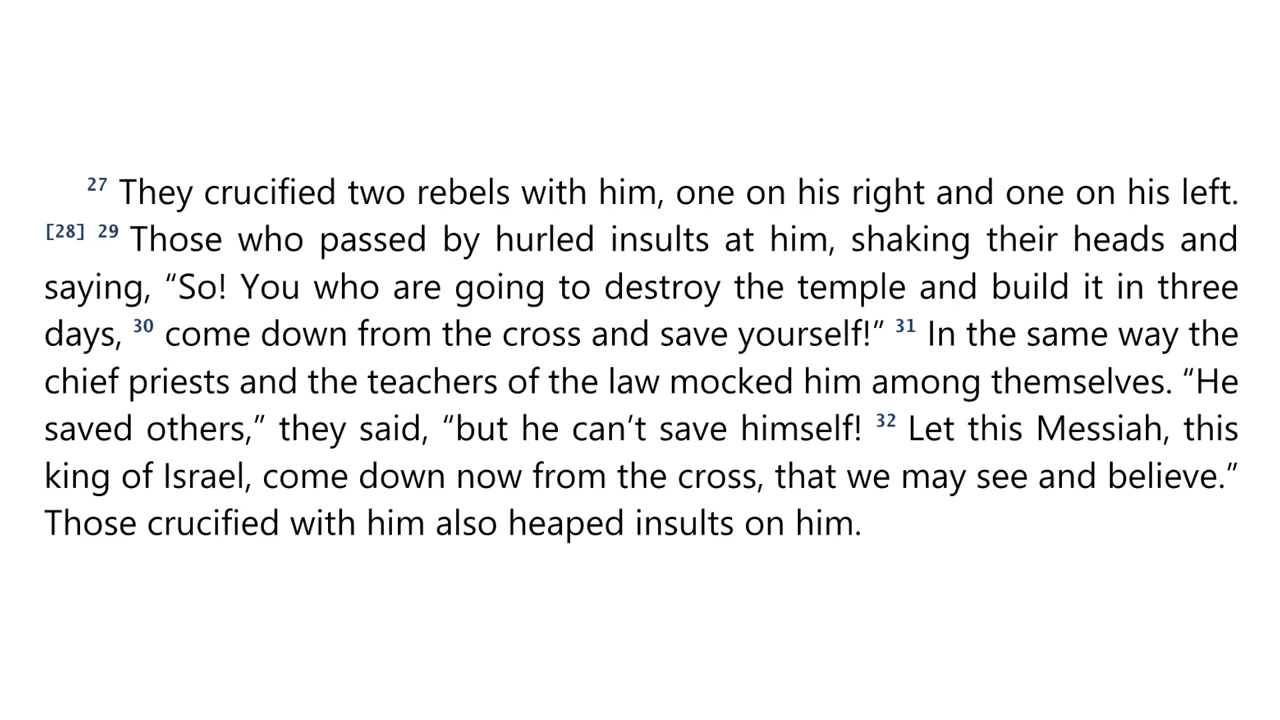 27 They crucified two rebels with him, one on his right and one on his left.
[28] 29 Those who passed by hurled insults at him, shaking their heads and
saying, “So! You who are going to destroy the temple and build it in three
days, 30 come down from the cross and save yourself!” 31 In the same way the
chief priests and the teachers of the law mocked him among themselves. “He
saved others,” they said, “but he can’t save himself! 32 Let this Messiah, this
king of Israel, come down now from the cross, that we may see and believe.”
Those crucified with him also heaped insults on him.